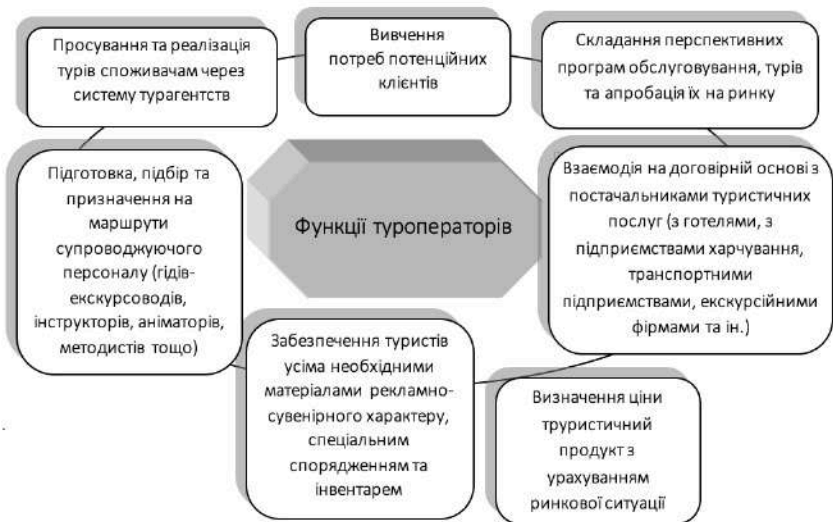 Просування та реалізація
турів споживачам через
систему турагентств
Вивчення
потреб потенційних
клієнтів
Складання перспективних
програм обслуговування, турів
та апробація їх на ринку
Підготовка, підбір та
призначення на
маршрути
супроводжуючого
персоналу (гідів-
екскурсоводів,
інструкторів, аніматорів,
методистів тощо)
Функції туроператорів
Взаємодія на договірній основі з
постачальниками туристичних
послуг (з готелями, з
підприємствами харчування,
транспортними
підприємствами, екскурсійними
фірмами та ін.)
Забезпечення туристів
усіма необхідними
матеріалами рекламно-
сувенірного характеру,
спеціальним
спорядженням та
інвентарем
Визначення ціни
труристичний
продукт з
урахуванням
ринкової ситуації